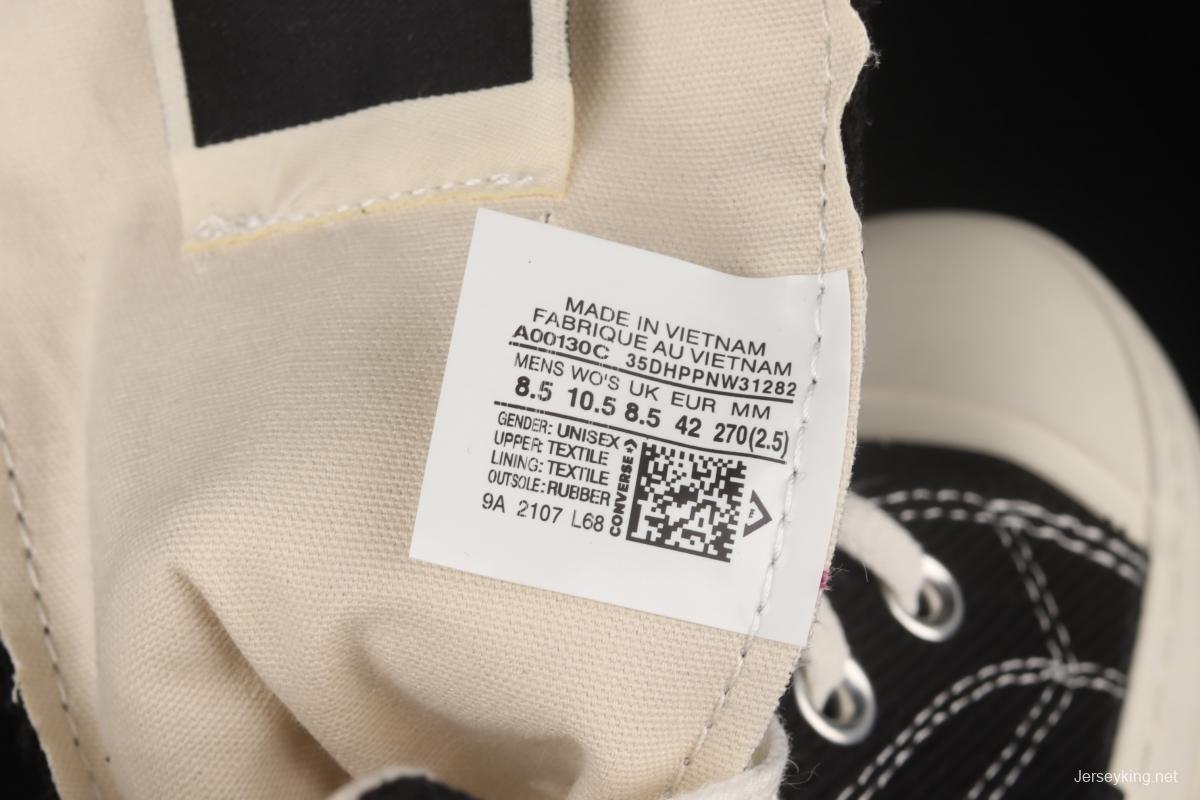 MADE IN VIETNAM
FABRIQUE AU VIETNAM
A00130C 35DHPPNW31282
MENS WO'S UK EUR MM
8.5 10.5 8.5 42 270(2.5)
GENDER: UNISEX
UPPER: TEXTILE
LINING: TEXTILE
OUTSOLE: RUBBER
9A 2107 L68
CONVERSE
Jerseyking.net